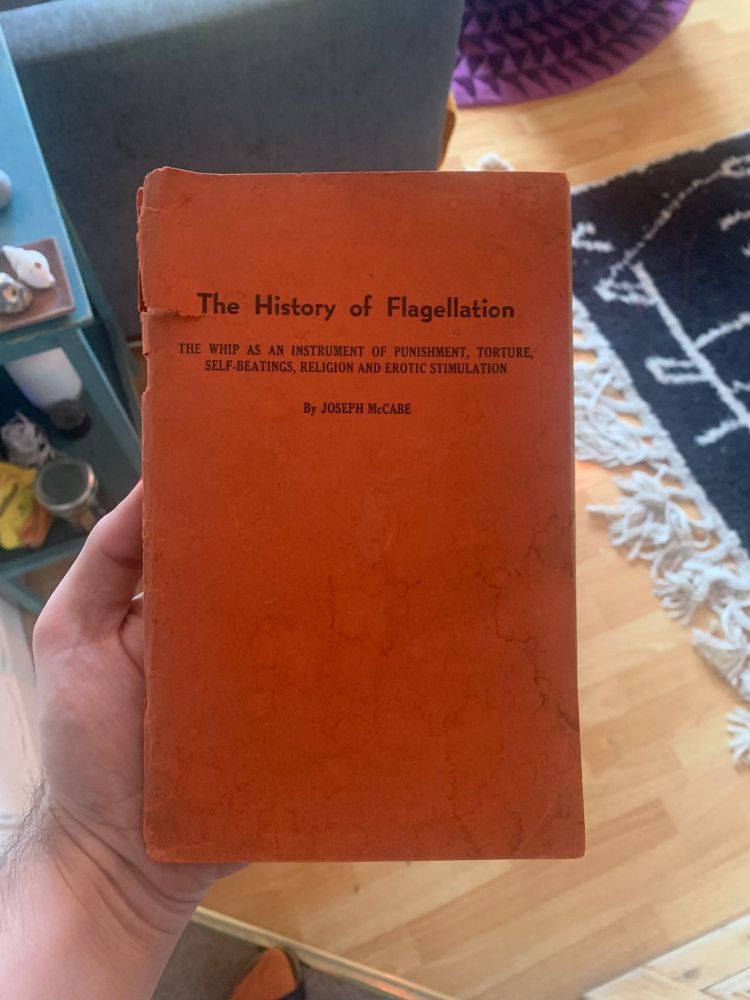 The History of Flagellation
THE WHIP AS AN INSTRUMENT OF PUNISHMENT, TORTURE,
SELF-BEATINGS, RELIGION AND EROTIC STIMULATION
By JOSEPH McCABE